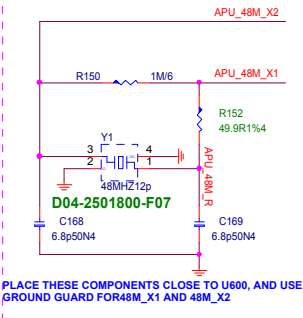 APU_48M_X2
R150
1M/6
APU_48M_X1
R152
49.9R1%4
Y1
3
4
2
1
48MHZ12p
APU_48M_R
D04-2501800-F07
C168
C169
6.8p50N4
6.8p50N4
PLACE THESE COMPONENTS CLOSE TO U600, AND USE
GROUND GUARD FOR48M_X1 AND 48M_X2